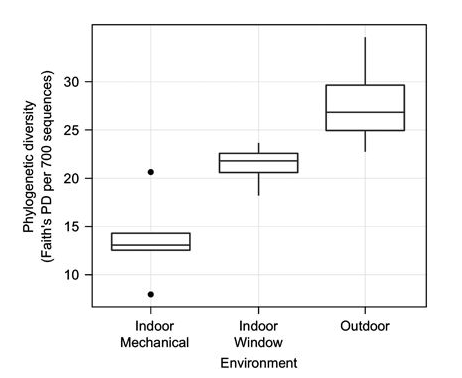 Phylogenetic diversity
(Faith's PD per 700 sequences)
30
25
20
15
10
Indoor
Mechanical
Indoor
Window
Outdoor
Environment